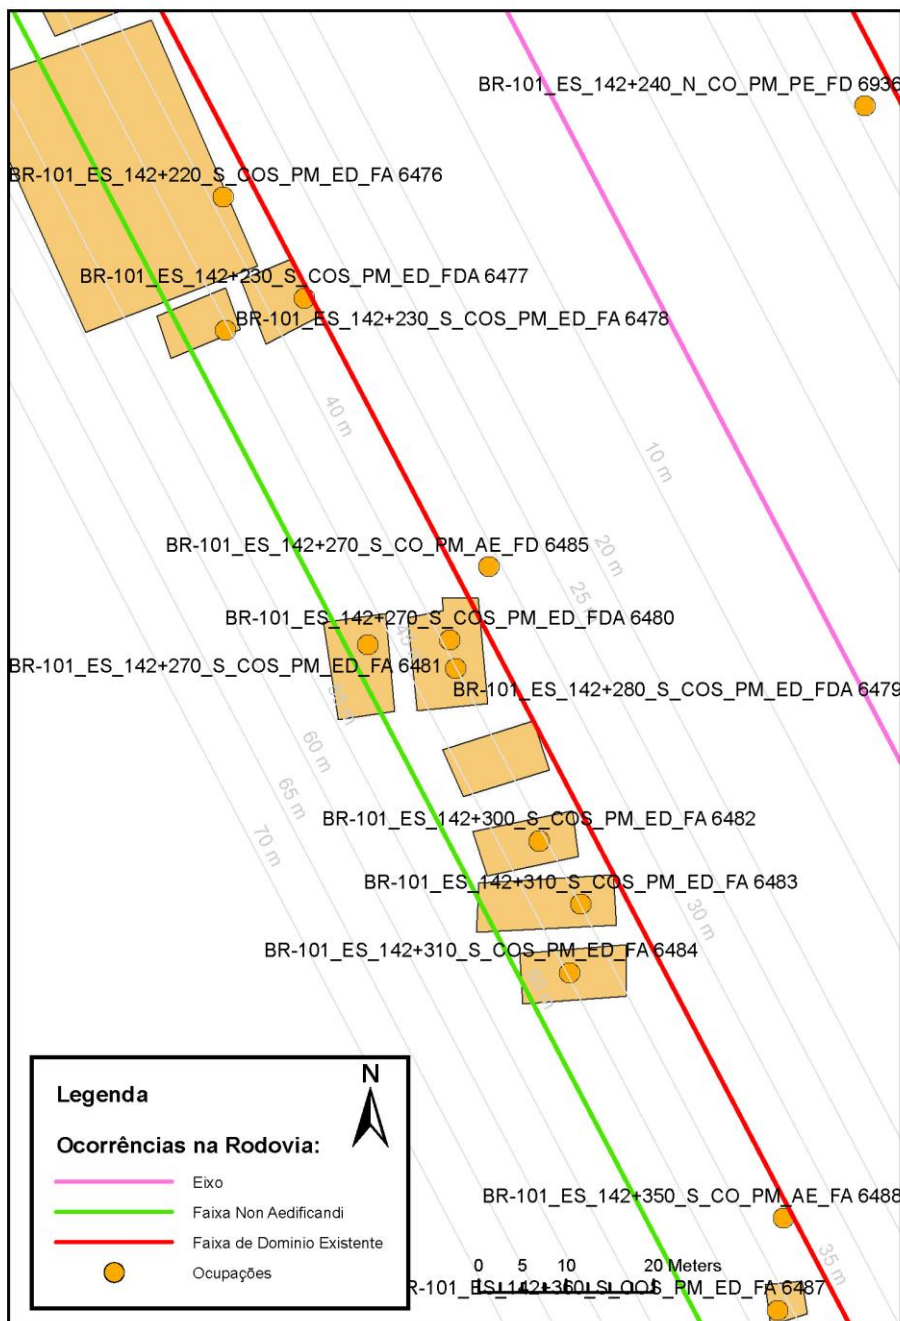 BR-101_ES_142+240_N_CO_PM_PE_FD 6936
BR-101_ES_142+220_S_COS_PM_ED_FA 6476
BR-101_ES_142+230_S_COS_PM_ED_FDA 6477
BR-101_ES_142+230_S_COS_PM_ED_FA 6478
40 m
10 m
BR-101_ES_142+270_S_CO_PM_AE_FD 6485
20 m
25
BR-101_ES_142+270_S_COS_PM_ED_FDA 6480
BR-101_ES_142+270_S_COS_PM_ED_FA 6481
BR-101_ES_142+280_S_COS_PM_ED_FDA 6479
60 m
65 m
70 m
BR-101_ES_142+300_S_COS_PM_ED_FA 6482
BR-101_ES_142+310_S_COS_PM_ED_FA 6483
30 m
BR-101_ES_142+310_S_COS_PM_ED_FA 6484
BR-101_ES_142+350_S_CO_PM_AE_FA 6488
35 m
0 5 10 20 Meters
R-101_ES_142+360_S_COS_PM_ED_FA 6487
N
Legenda
Ocorrências na Rodovia:
Eixo
Faixa Non Aedificandi
Faixa de Dominio Existente
Ocupações